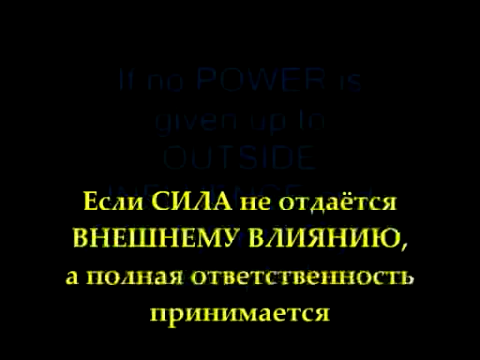 If no POWER is
given up to
OUTSIDE
Если СИЛА не отдаётся
ВНЕШНЕМУ ВЛИЯНИЮ,
а полная ответственность
принимается